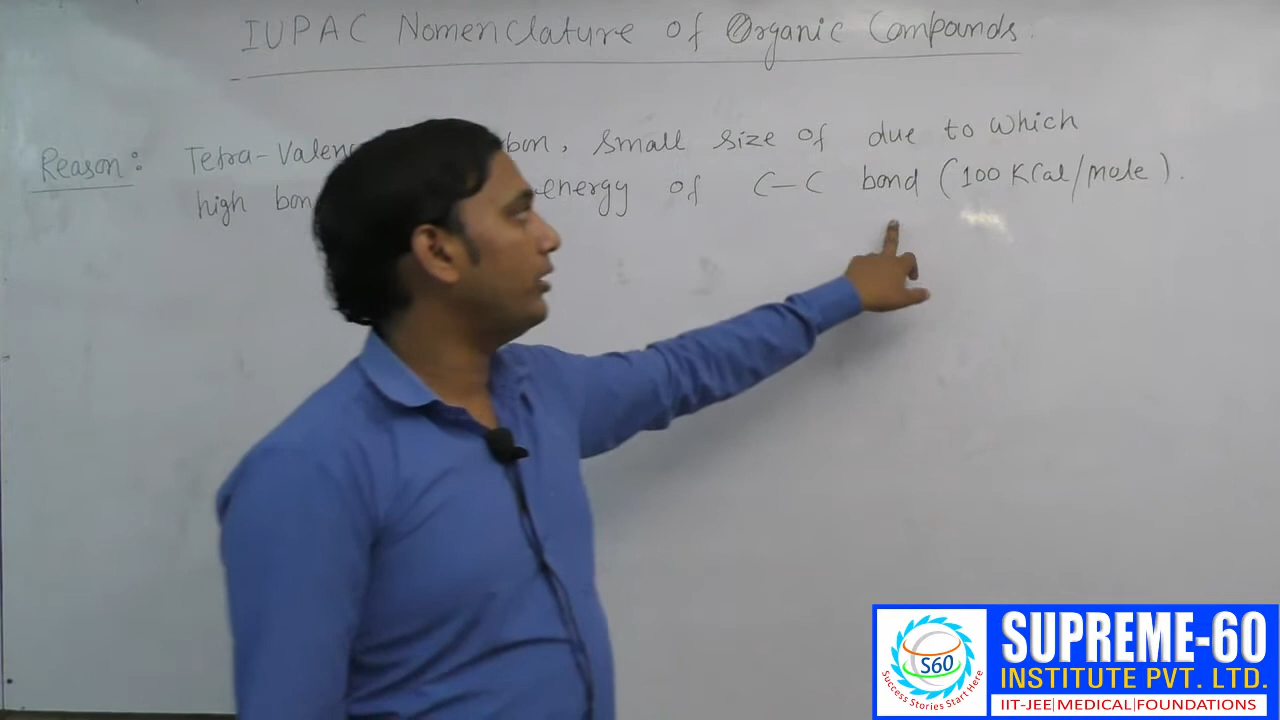 IUPAC Nomenclature of Organic Compounds.
Reason: Tetra-Valen bon, small size of due to which
high bon energy of C-C bond (100 KCal/mole).
S60
Success Stories Start Here
SUPREME-60
INSTITUTE PVT. LTD.
IIT-JEE|MEDICAL|FOUNDATIONS